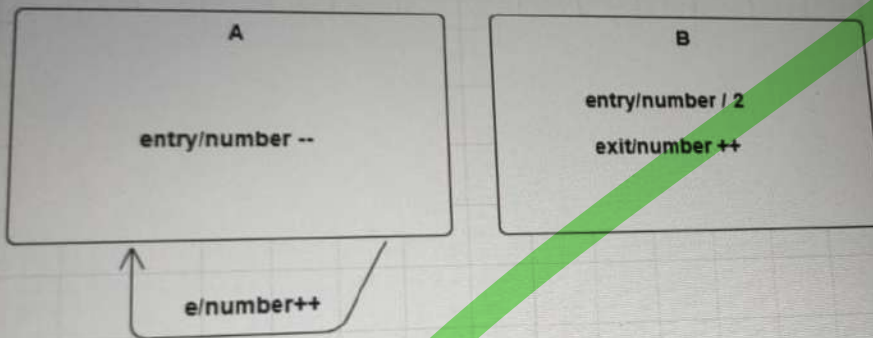 A
entry/number --
e/number++
B
entry/number / 2
exit/number ++